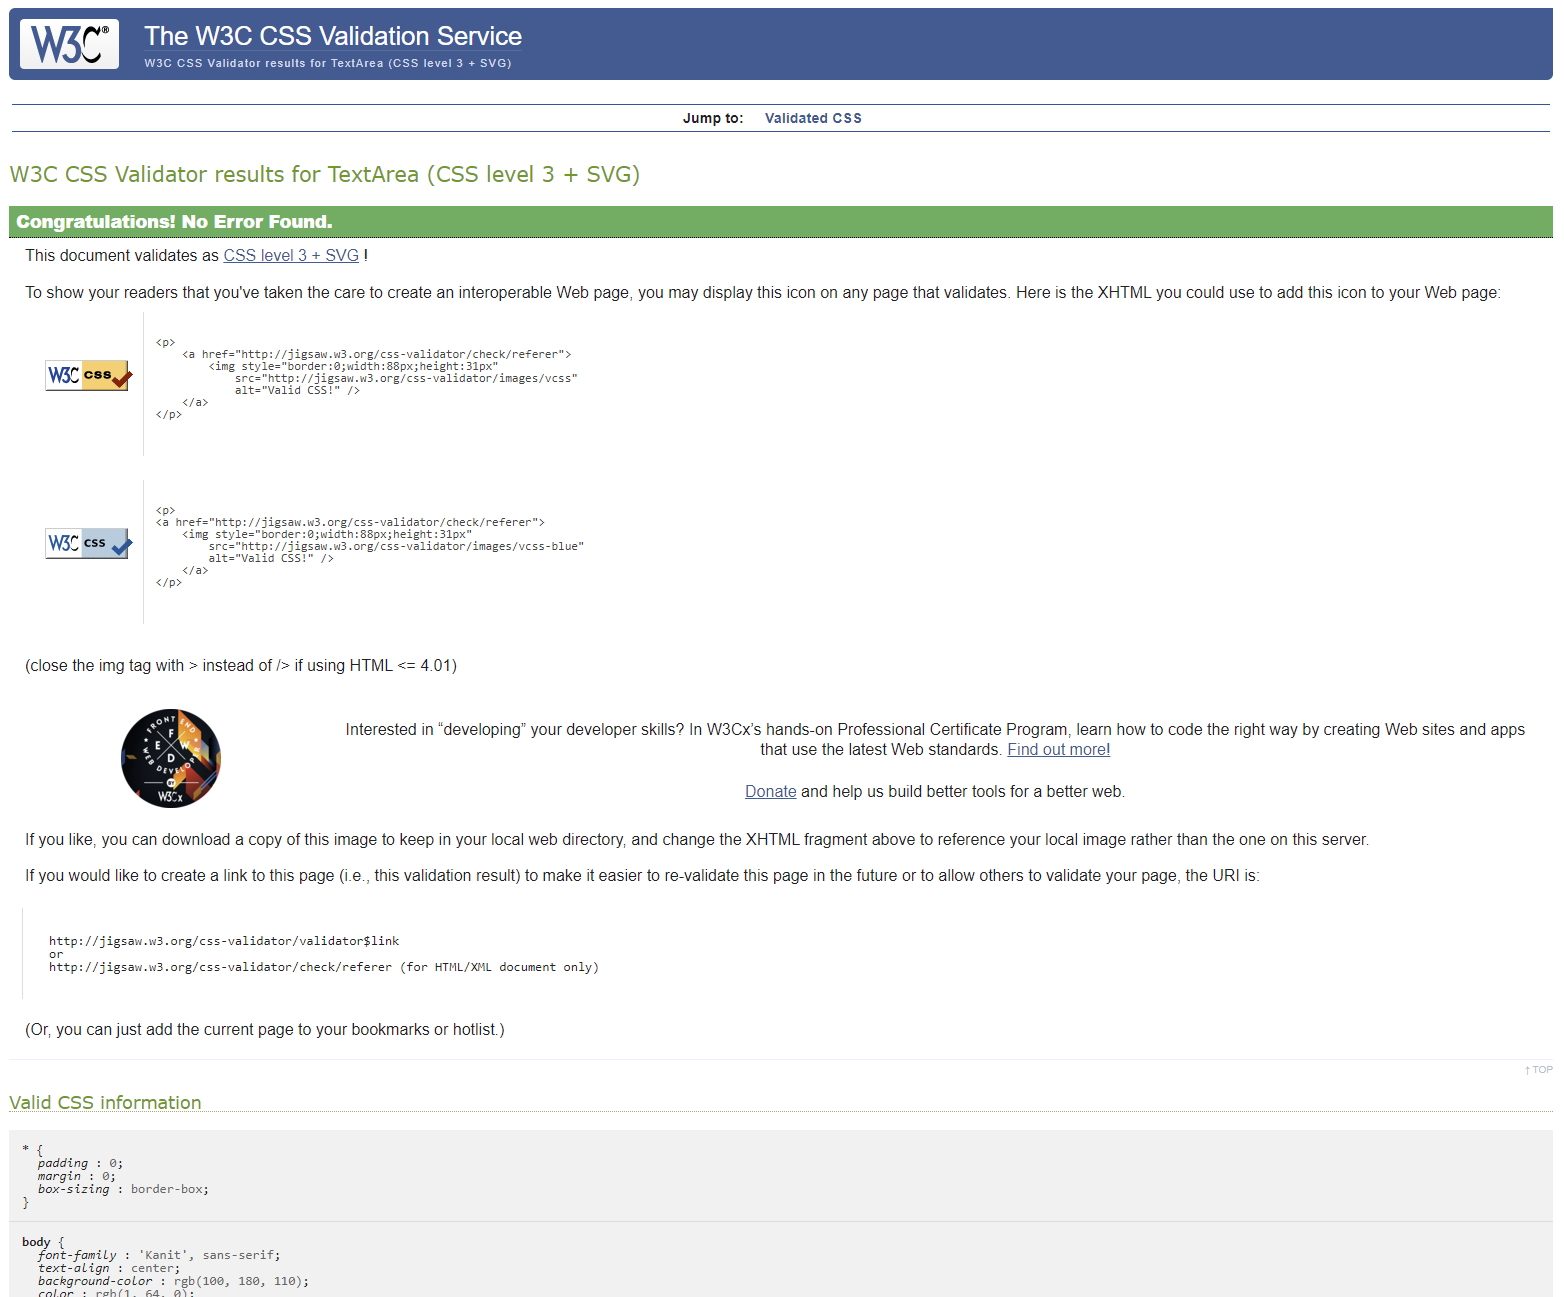 W3C®
The W3C CSS Validation Service
W3C CSS Validator results for TextArea (CSS level 3 + SVG)
Jump to: Validated CSS
W3C CSS Validator results for TextArea (CSS level 3 + SVG)
Congratulations! No Error Found.
This document validates as CSS level 3 + SVG !
To show your readers that you've taken the care to create an interoperable Web page, you may display this icon on any page that validates. Here is the XHTML you could use to add this icon to your Web page:
W3C css
<p>
<a href="http://jigsaw.w3.org/css-validator/check/referer">
<img style="border:0;width:88px;height:31px"
src="http://jigsaw.w3.org/css-validator/images/vcss"
alt="Valid CSS!" />
</a>
</p>
W3C css
<p>
<a href="http://jigsaw.w3.org/css-validator/check/referer">
<img style="border:0;width:88px;height:31px"
src="http://jigsaw.w3.org/css-validator/images/vcss-blue"
alt="Valid CSS!" />
</a>
</p>
(close the img tag with > instead of /> if using HTML <= 4.01)
FRONT END
WEB DEVELOPER
F
E W
D
BY
W3Cx
Interested in “developing” your developer skills? In W3Cx’s hands-on Professional Certificate Program, learn how to code the right way by creating Web sites and apps
that use the latest Web standards. Find out more!
Donate and help us build better tools for a better web.
If you like, you can download a copy of this image to keep in your local web directory, and change the XHTML fragment above to reference your local image rather than the one on this server.
If you would like to create a link to this page (i.e., this validation result) to make it easier to re-validate this page in the future or to allow others to validate your page, the URI is:
http://jigsaw.w3.org/css-validator/validator$link
or
http://jigsaw.w3.org/css-validator/check/referer (for HTML/XML document only)
(Or, you can just add the current page to your bookmarks or hotlist.)
↑ TOP
Valid CSS information
* {
padding : 0;
margin : 0;
box-sizing : border-box;
}
body {
font-family : 'Kanit', sans-serif;
text-align : center;
background-color : rgb(100, 180, 110);
color : rgb(1, 64, 0);